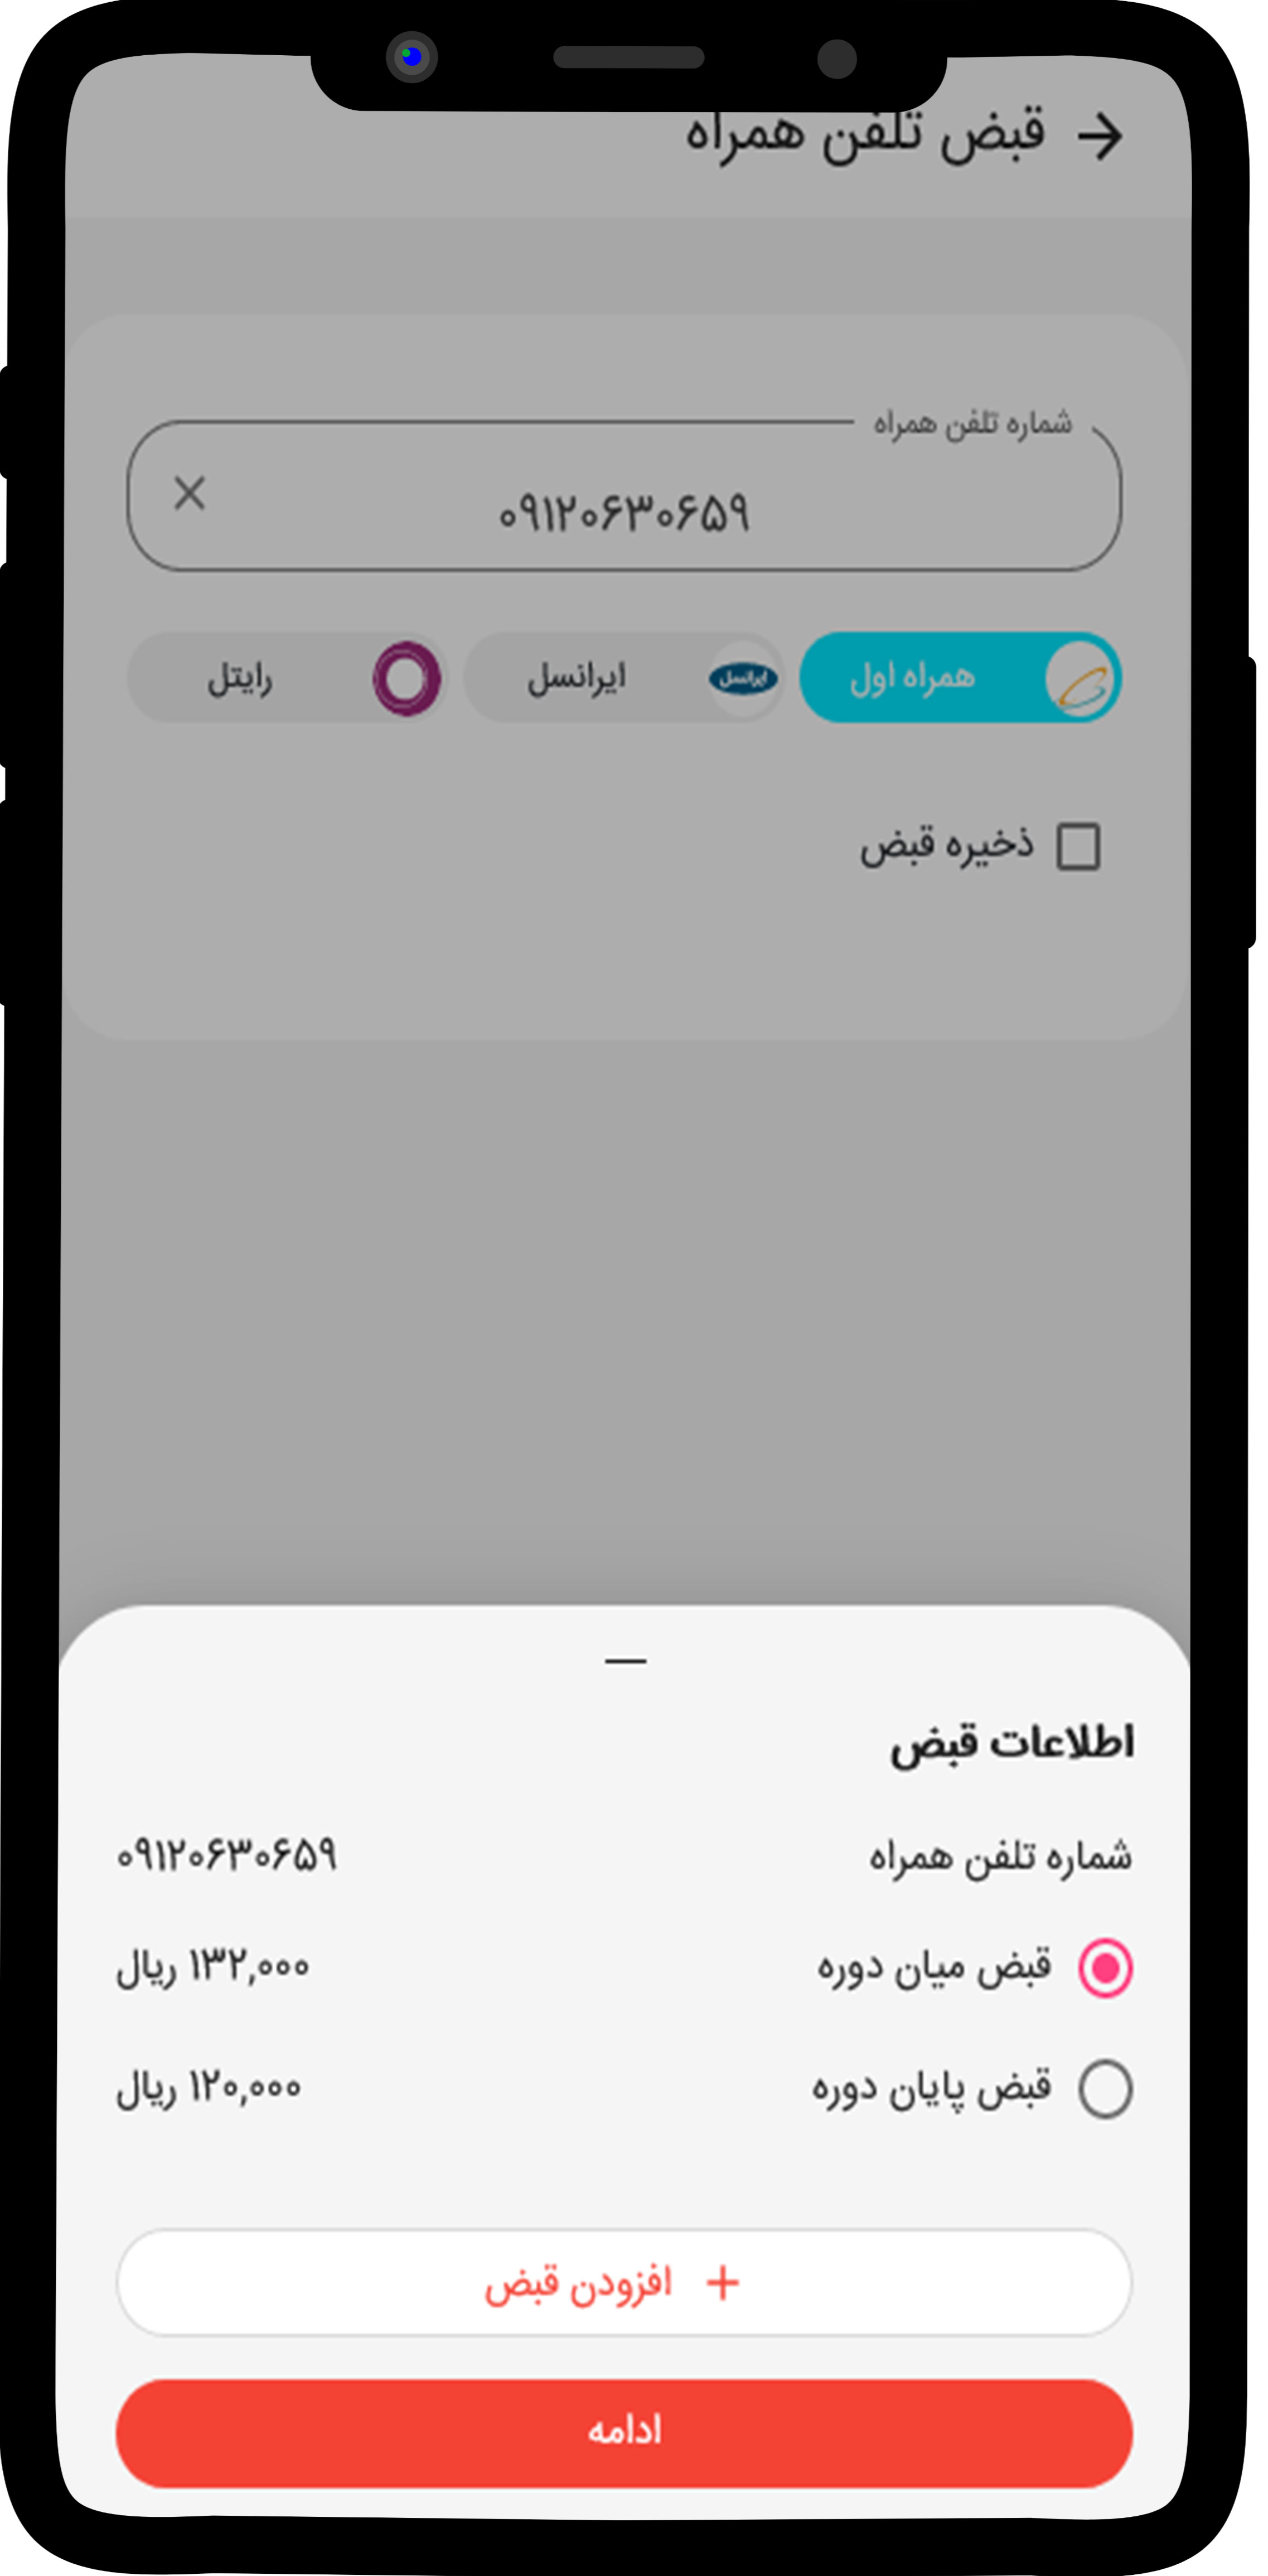 قبض تلفن همراه
شماره تلفن همراه
۰۹۱۲۰۶۳۰۶۵۹
همراه اول
ایرانسل ایرانسل
رایتل
ذخیره قبض
اطلاعات قبض
شماره تلفن همراه ۰۹۱۲۰۶۳۰۶۵۹
قبض میان دوره ۱۳۲,۰۰۰ ریال
قبض پایان دوره ۱۲۰,۰۰۰ ریال
+ افزودن قبض
ادامه